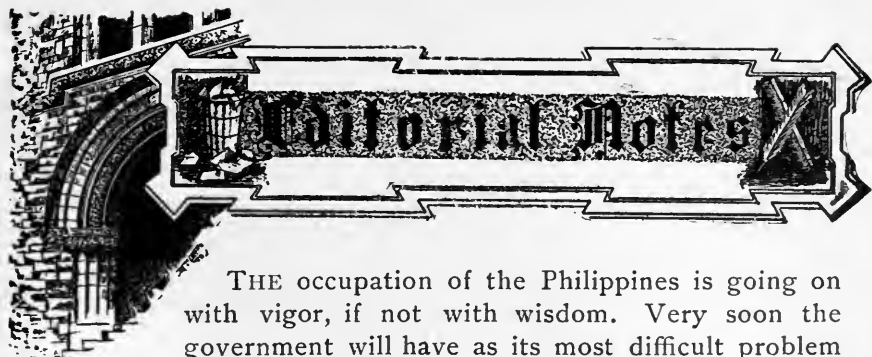 Editorial Notes
THE occupation of the Philippines is going on
with vigor, if not with wisdom. Very soon the
government will have as its most difficult problem